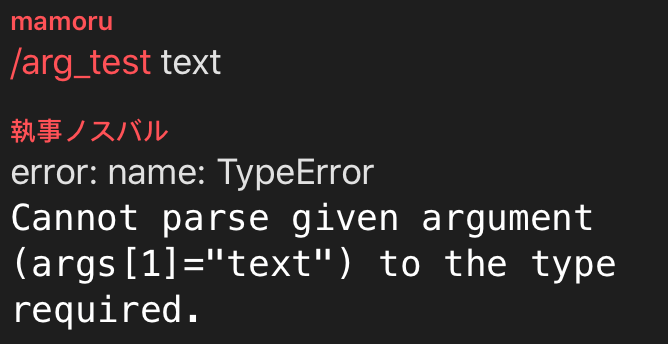 mamoru
/arg_test text
執事ノスバル
error: name: TypeError
Cannot parse given argument
(args[1]="text") to the type
required.